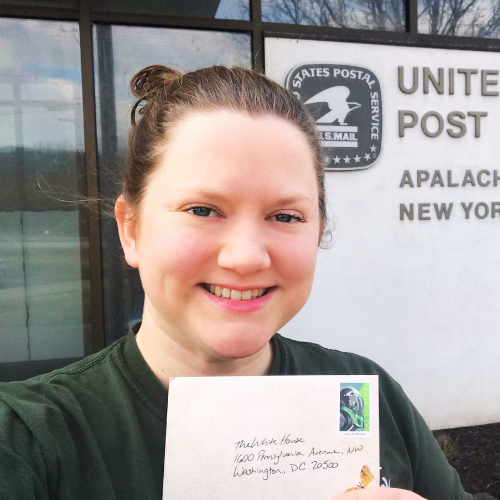 UNITED STATES POSTAL SERVICE
U.S.MAIL
UNITE
POST
APALACH
NEW YOR
The White House
1600 Pennsylvania Avenue, NW
Washington, DC 20500